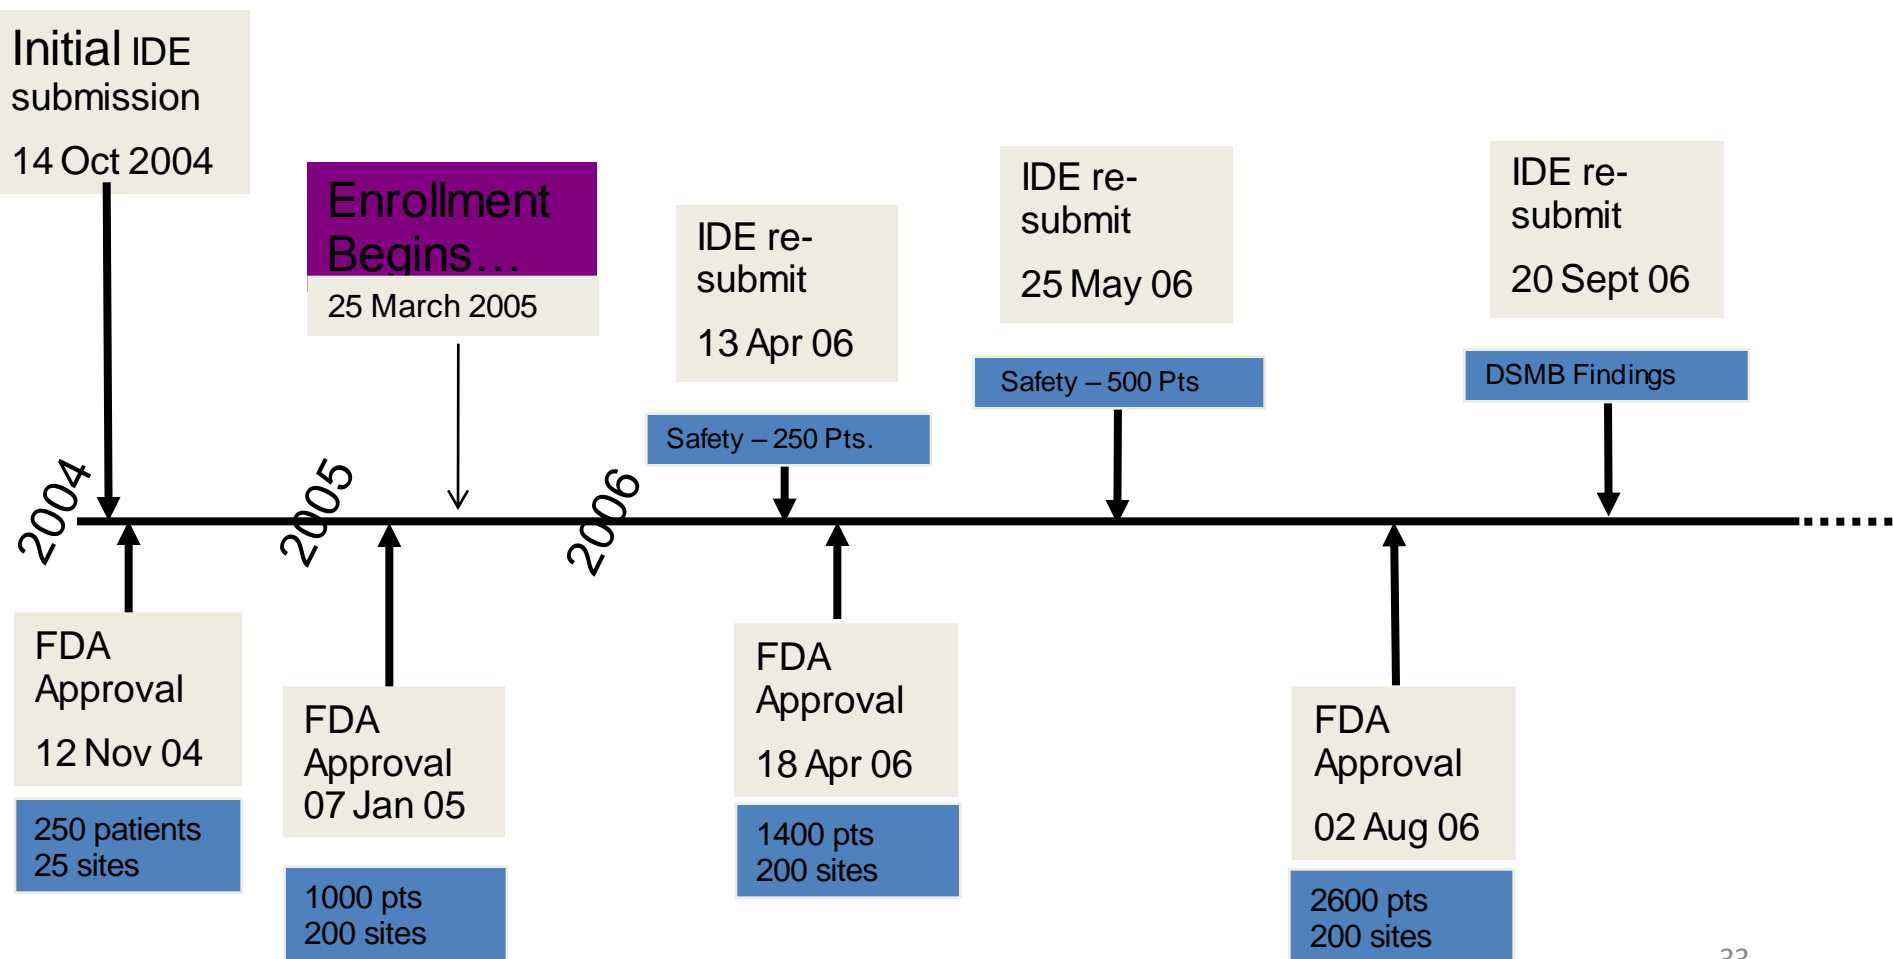 Initial IDE
submission
14 Oct 2004
Enrollment
Begins…
25 March 2005
IDE re-
submit
13 Apr 06
Safety – 250 Pts.
IDE re-
submit
25 May 06
Safety – 500 Pts
IDE re-
submit
20 Sept 06
DSMB Findings
2004
2005
2006
FDA
Approval
12 Nov 04
250 patients
25 sites
FDA
Approval
07 Jan 05
1000 pts
200 sites
FDA
Approval
18 Apr 06
1400 pts
200 sites
FDA
Approval
02 Aug 06
2600 pts
200 sites